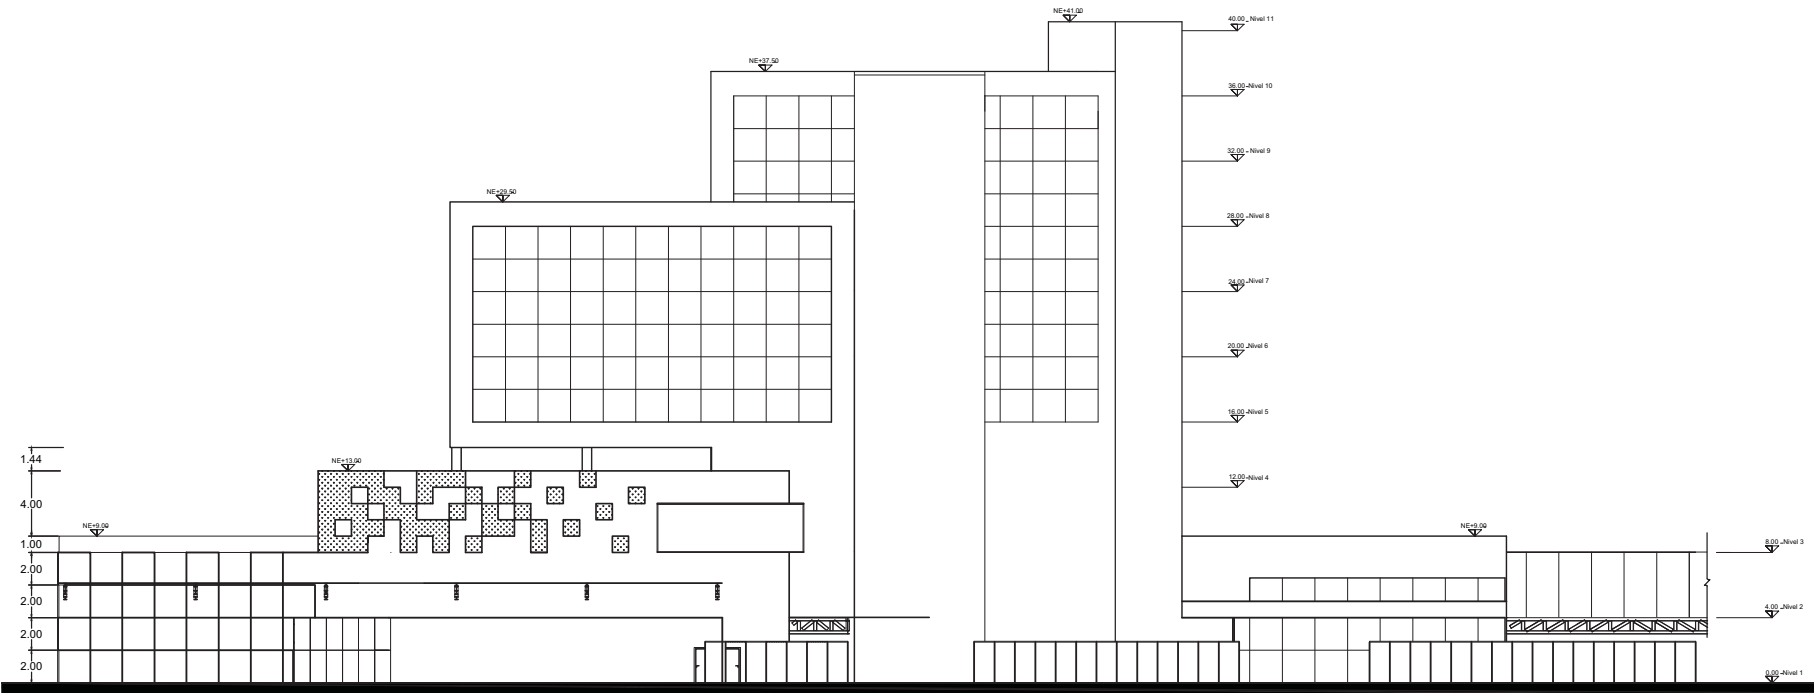 NE+41.00
40.00 Nivel 11
NE+37.50
36.00 Nivel 10
32.00 Nivel 9
NE+29.50
28.00 Nivel 8
24.00 Nivel 7
20.00 Nivel 6
16.00 Nivel 5
1.44
NE+13.00
12.00 Nivel 4
4.00
NE+9.00
NE+9.00
1.00
8.00 Nivel 3
2.00
2.00
4.00 Nivel 2
2.00
2.00
0.00 Nivel 1